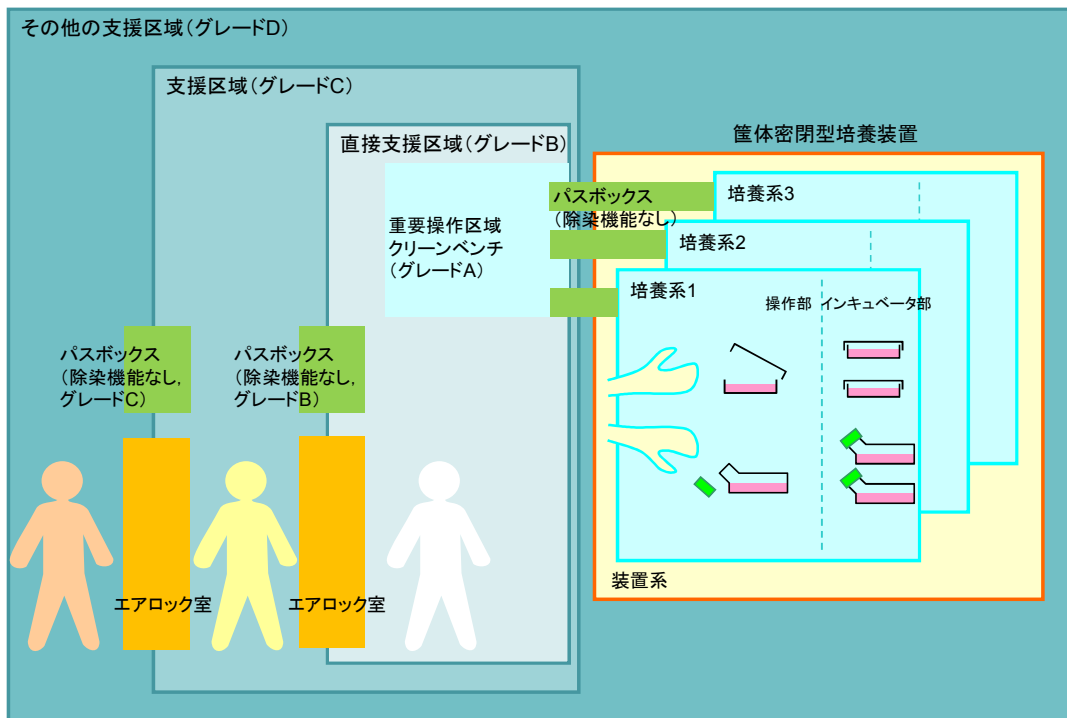 その他の支援区域(グレードD)
支援区域(グレードC)
直接支援区域(グレードB)
重要操作区域
クリーンベンチ
(グレードA)
パスボックス
(除染機能なし)
筐体密閉型培養装置
培養系3
培養系2
培養系1
操作部
インキュベータ部
装置系
パスボックス
(除染機能なし,
グレードC)
パスボックス
(除染機能なし,
グレードB)
エアロック室
エアロック室